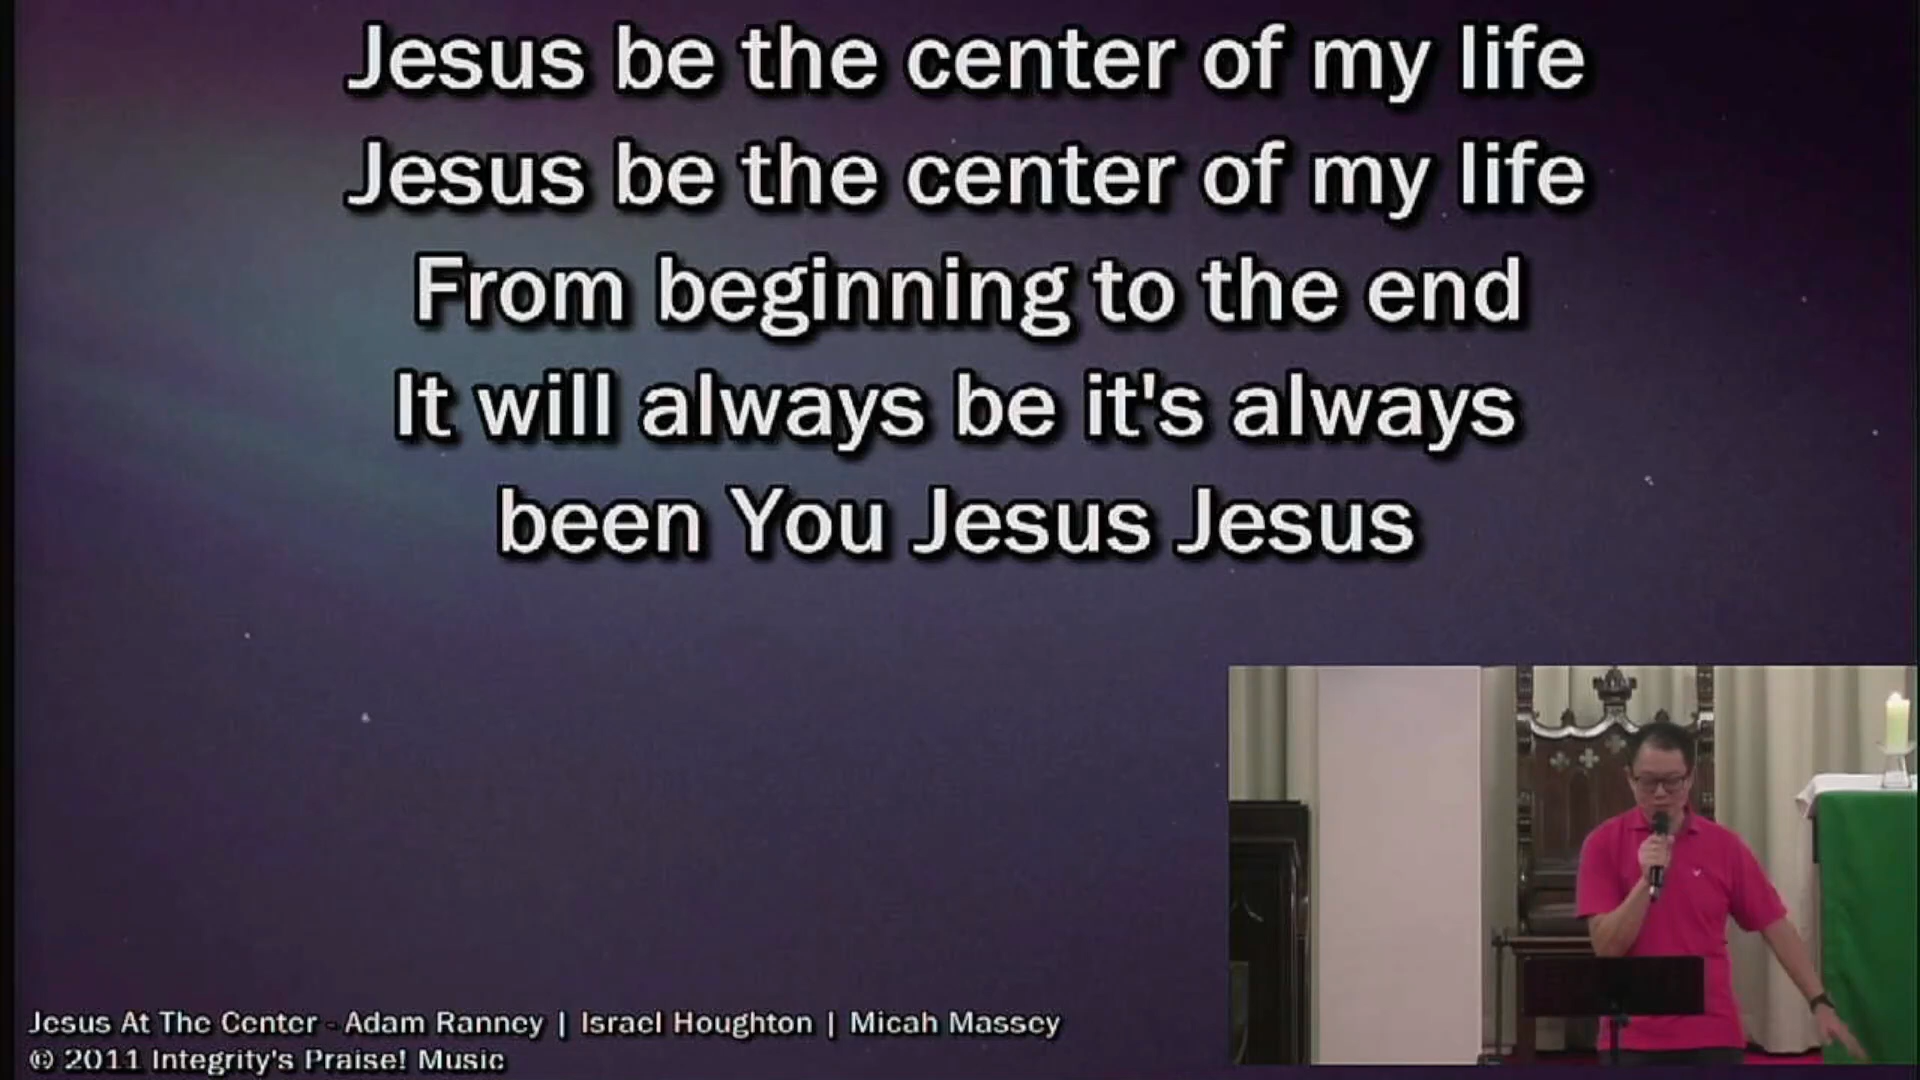 Jesus be the center of my life
Jesus be the center of my life
From beginning to the end
It will always be it's always
been You Jesus Jesus
Jesus At The Center - Adam Ranney | Israel Houghton | Micah Massey
© 2011 Integrity's Praise! Music